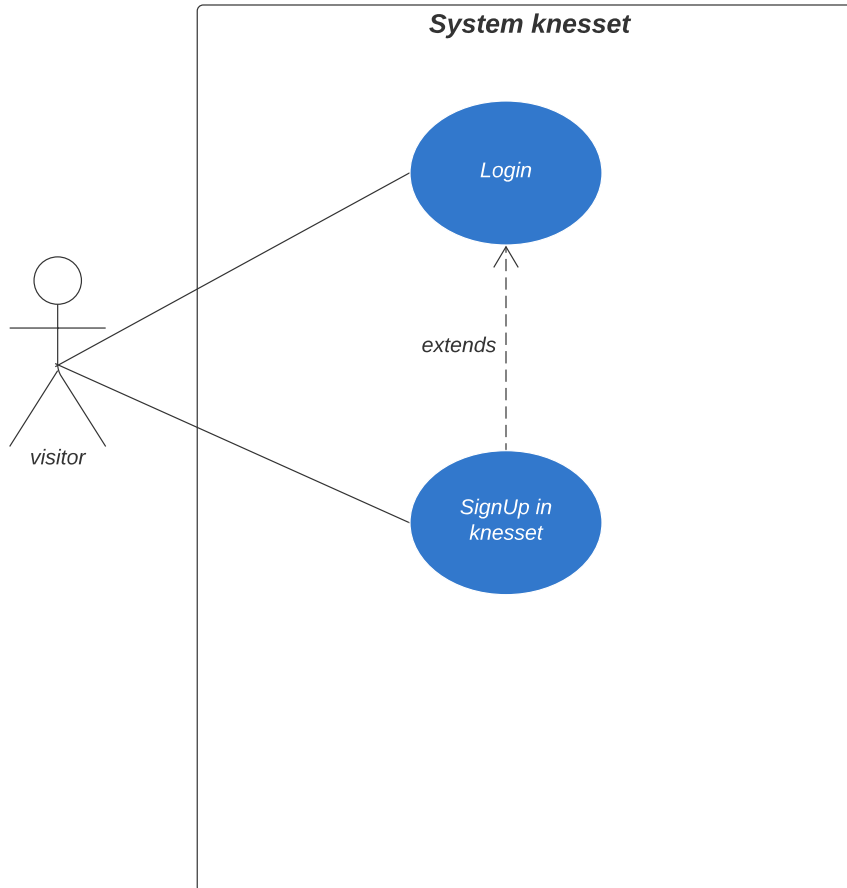 System knesset
Login
extends
visitor
SignUp in
knesset